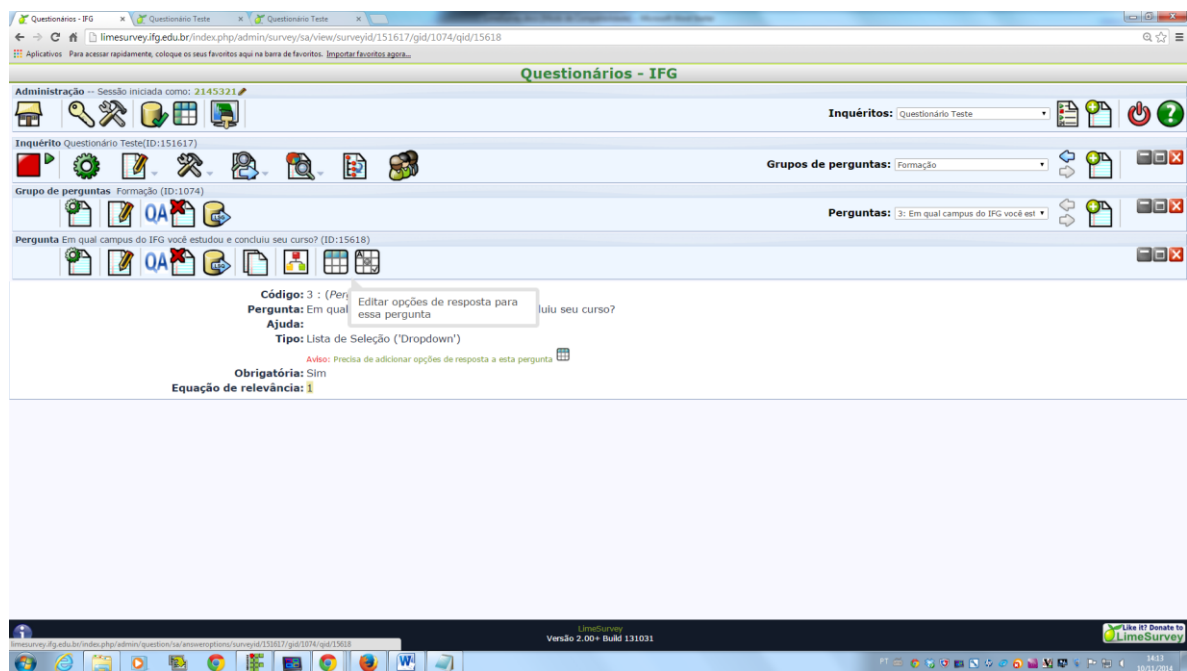 Questionários - IFG
Questionário Teste
Questionário Teste
limesurvey.ifg.edu.br/index.php/admin/survey/sa/view/surveyid/151617/gid/1074/qid/15618
Aplicativos Para acessar rapidamente, coloque os seus favoritos aqui na barra de favoritos. Importar favoritos agora...
Questionários - IFG
Administração -- Sessão iniciada como: 2145321
Inquéritos: Questionário Teste
Inquérito Questionário Teste(ID:151617)
Grupos de perguntas: Formação
Grupo de perguntas Formação (ID:1074)
QA
Perguntas: 3: Em qual campus do IFG você est
Pergunta Em qual campus do IFG você estudou e concluiu seu curso? (ID:15618)
QA
Código: 3 : (Per
Editar opções de resposta para
essa pergunta
Pergunta: Em qual luiu seu curso?
Ajuda:
Tipo: Lista de Seleção ('Dropdown')
Aviso: Precisa de adicionar opções de resposta a esta pergunta
Obrigatória: Sim
Equação de relevância: 1
LimeSurvey
Versão 2.00+ Build 131031
Like it? Donate to
LimeSurvey
limesurvey.ifg.edu.br/index.php/admin/question/sa/answeroptions/surveyid/151617/gid/1074/qid/15618
PT
14:13
10/11/2014